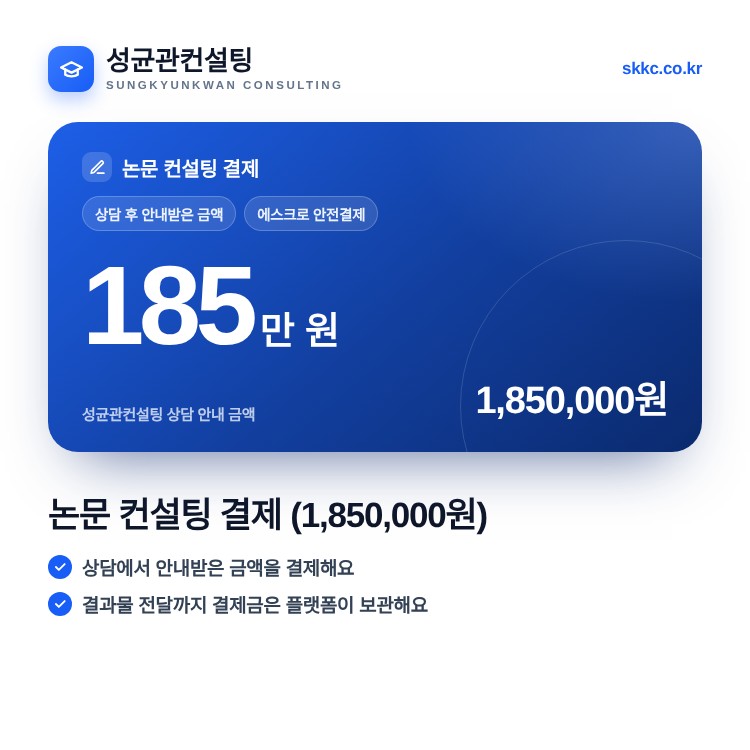 성균관컨설팅
SUNGKYUNKWAN CONSULTING
skkc.co.kr
논문 컨설팅 결제
상담 후 안내받은 금액
에스크로 안전결제
185만 원
성균관컨설팅 상담 안내 금액
1,850,000원
논문 컨설팅 결제 (1,850,000원)
상담에서 안내받은 금액을 결제해요
결과물 전달까지 결제금은 플랫폼이 보관해요